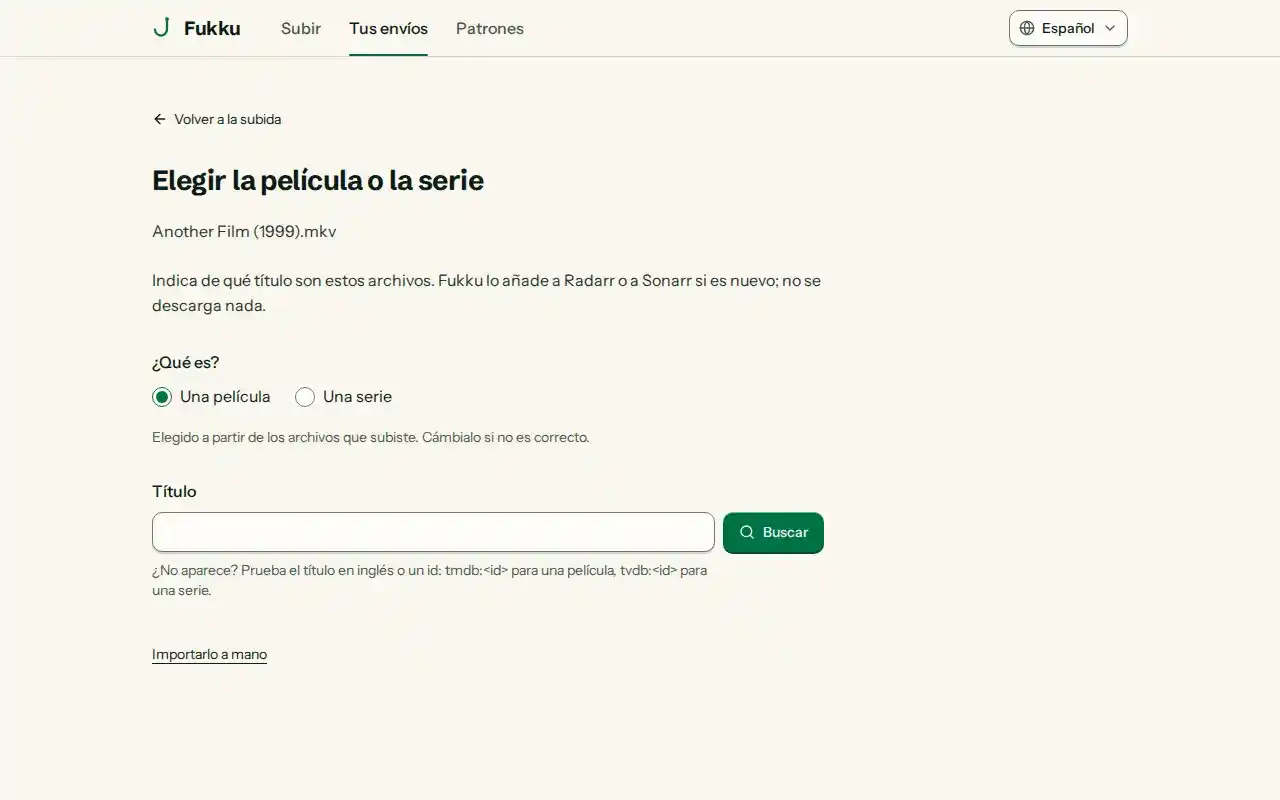 Fukku
Subir
Tus envíos
Patrones
Español
Volver a la subida
Elegir la película o la serie
Another Film (1999).mkv
Indica de qué título son estos archivos. Fukku lo añade a Radarr o a Sonarr si es nuevo; no se
descarga nada.
¿Qué es?
Una película
Una serie
Elegido a partir de los archivos que subiste. Cámbialo si no es correcto.
Título
Buscar
¿No aparece? Prueba el título en inglés o un id: tmdb:<id> para una película, tvdb:<id> para
una serie.
Importarlo a mano